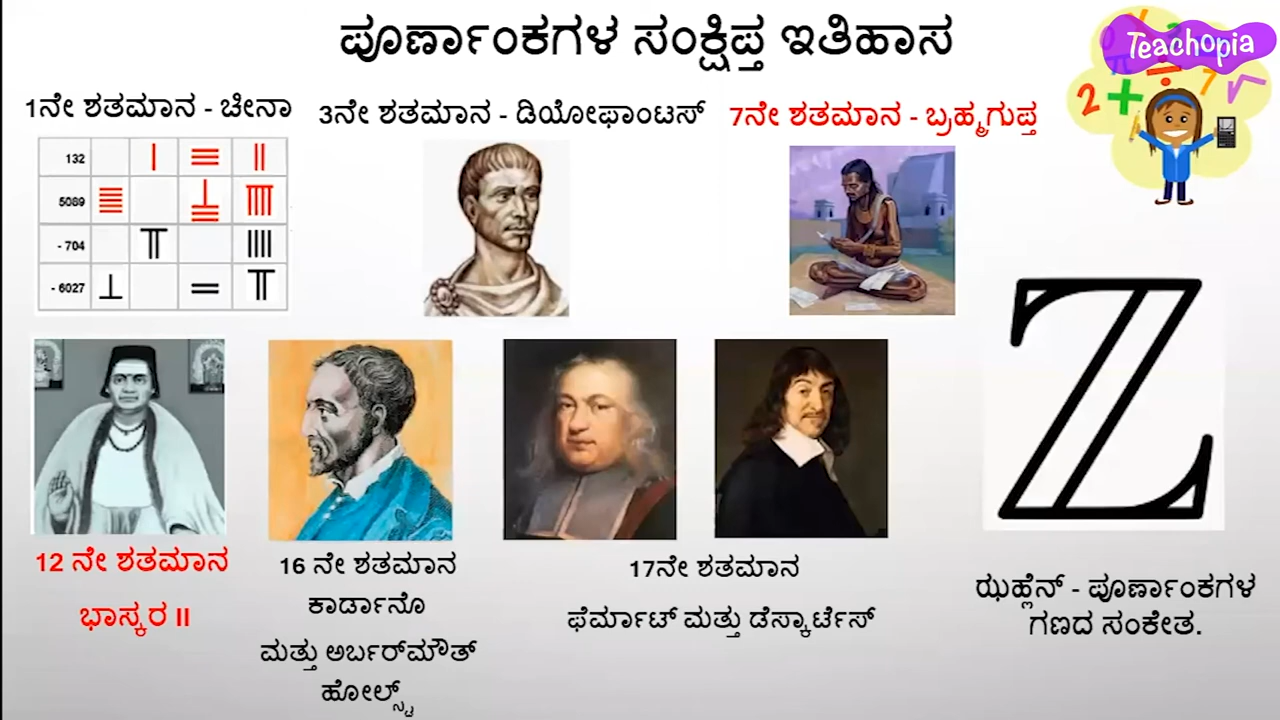 ಪೂರ್ಣಾಂಕಗಳ ಸಂಕ್ಷಿಪ್ತ ಇತಿಹಾಸ
Teachopia
1ನೇ ಶತಮಾನ - ಚೀನಾ
3ನೇ ಶತಮಾನ - ಡಿಯೋಫಾಂಟಸ್
7ನೇ ಶತಮಾನ - ಬ್ರಹ್ಮಗುಪ್ತ
132
5089
- 704
- 6027
12 ನೇ ಶತಮಾನ
ಭಾಸ್ಕರ II
16 ನೇ ಶತಮಾನ
ಕಾರ್ಡಾನೊ
ಮತ್ತು ಅರ್ಬರ್‌ಮೌತ್
ಹೋಲ್ಸ್ಟ್
17ನೇ ಶತಮಾನ
ಫೆರ್ಮಾಟ್ ಮತ್ತು ಡೆಸ್ಕಾರ್ಟೆಸ್
ℤ
ಝಹ್ಲೆನ್ - ಪೂರ್ಣಾಂಕಗಳ
ಗಣದ ಸಂಕೇತ.